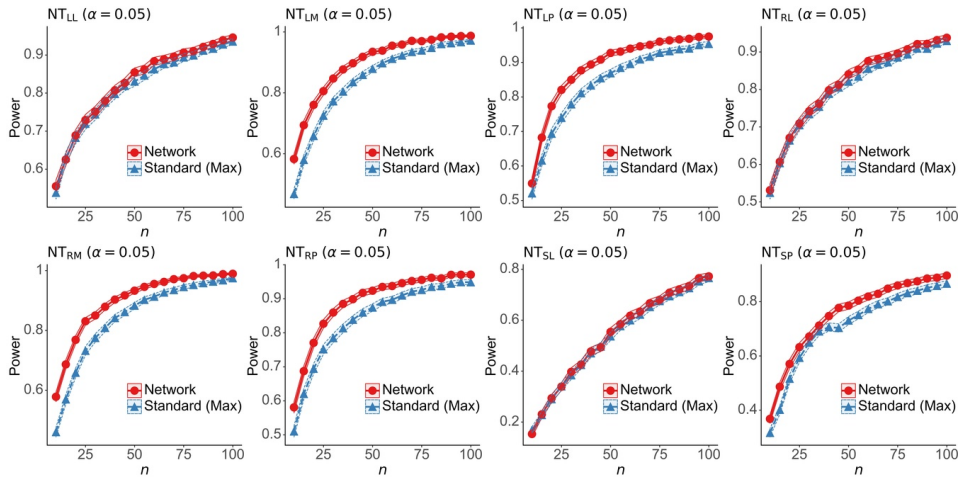 NT_LL (α = 0.05)
Power
0.9
0.8
0.7
0.6
25 50 75 100
n
Network
Standard (Max)
NT_LM (α = 0.05)
Power
1
0.8
0.6
25 50 75 100
n
Network
Standard (Max)
NT_LP (α = 0.05)
Power
1
0.9
0.8
0.7
0.6
0.5
25 50 75 100
n
Network
Standard (Max)
NT_RL (α = 0.05)
Power
0.9
0.8
0.7
0.6
0.5
25 50 75 100
n
Network
Standard (Max)
NT_RM (α = 0.05)
Power
1
0.8
0.6
25 50 75 100
n
Network
Standard (Max)
NT_RP (α = 0.05)
Power
1
0.9
0.8
0.7
0.6
0.5
25 50 75 100
n
Network
Standard (Max)
NT_SL (α = 0.05)
Power
0.8
0.6
0.4
0.2
25 50 75 100
n
Network
Standard (Max)
NT_SP (α = 0.05)
Power
0.8
0.6
0.4
25 50 75 100
n
Network
Standard (Max)